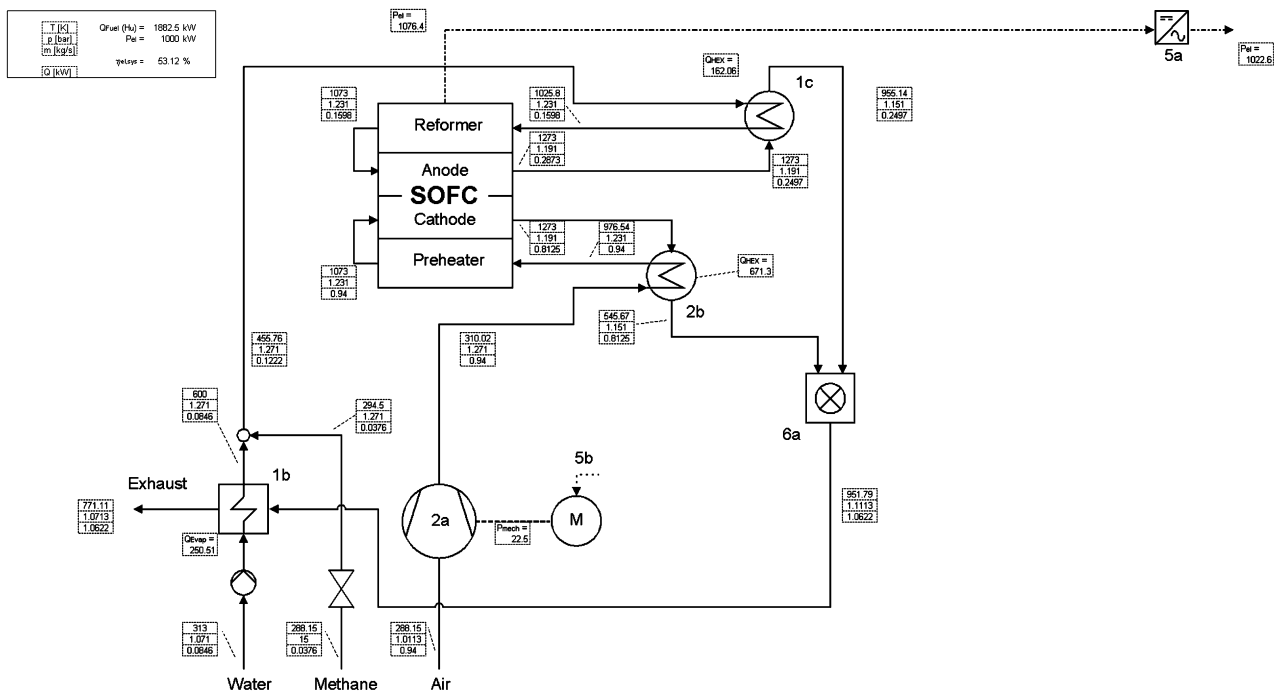 T [K]
p [bar]
m [kg/s]
Q [kW]
QFuel (Hu) = 1882.5 kW
Pel = 1000 kW
ηel,sys = 53.12 %
Pel =
1076.4
5a
Pel =
1022.6
QHEX =
162.06
1c
1073
1.231
0.1598
Reformer
1025.8
1.231
0.1598
955.14
1.151
0.2497
Anode
1273
1.191
0.2873
1273
1.191
0.2497
SOFC
Cathode
1273
1.191
0.8125
976.54
1.231
0.94
Preheater
QHEX =
671.3
1073
1.231
0.94
2b
545.67
1.151
0.8125
455.76
1.271
0.1222
310.02
1.271
0.94
600
1.271
0.0846
294.5
1.271
0.0376
6a
1b
5b
Exhaust
771.11
1.0713
1.0622
951.79
1.1113
1.0622
2a
Pmech =
22.5
M
QEvap =
250.51
313
1.071
0.0846
288.15
15
0.0376
288.15
1.0113
0.94
Water
Methane
Air